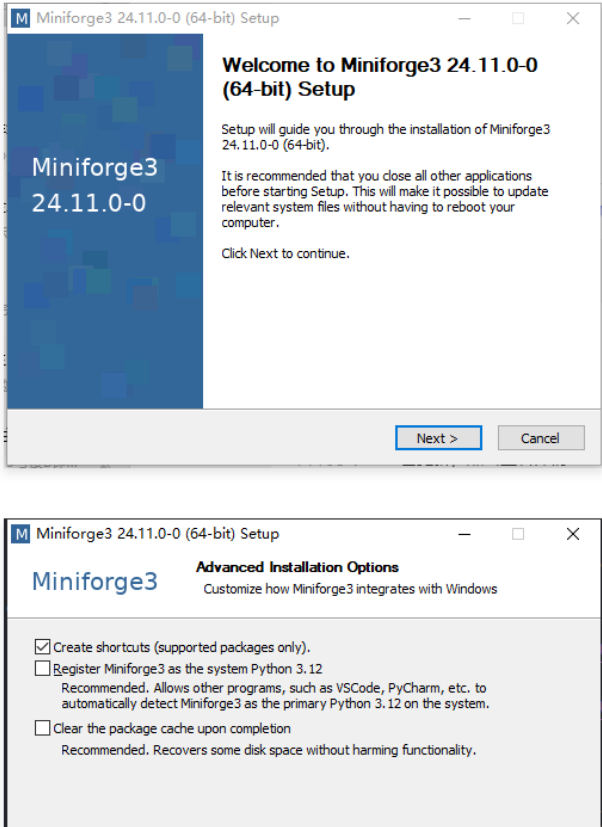 M Miniforge3 24.11.0-0 (64-bit) Setup
Welcome to Miniforge3 24.11.0-0
(64-bit) Setup
Setup will guide you through the installation of Miniforge3
24.11.0-0 (64-bit).
Miniforge3
24.11.0-0
It is recommended that you close all other applications
before starting Setup. This will make it possible to update
relevant system files without having to reboot your
computer.
Click Next to continue.
Next >
Cancel
M Miniforge3 24.11.0-0 (64-bit) Setup
Miniforge3
Advanced Installation Options
Customize how Miniforge3 integrates with Windows
Create shortcuts (supported packages only).
Register Miniforge3 as the system Python 3.12
Recommended. Allows other programs, such as VSCode, PyCharm, etc. to
automatically detect Miniforge3 as the primary Python 3.12 on the system.
Clear the package cache upon completion
Recommended. Recovers some disk space without harming functionality.